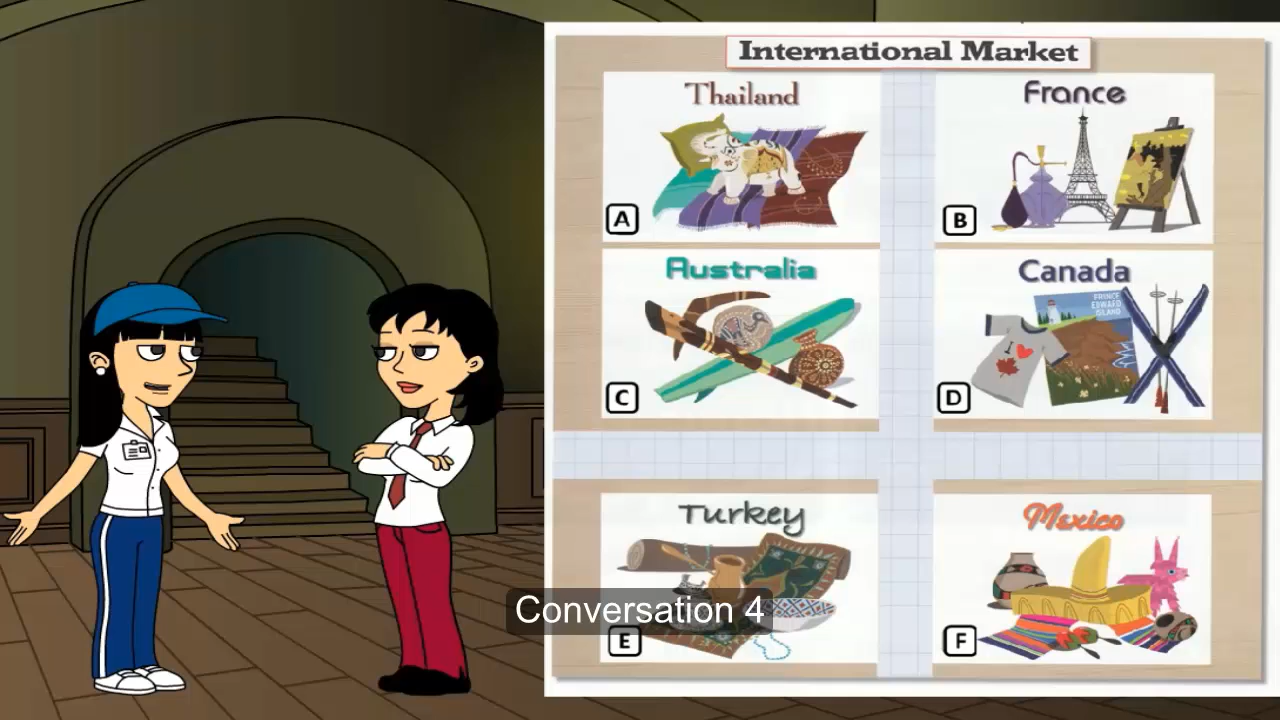 International Market
Thailand
France
A
B
Australia
Canada
PRINCE
EDWARD
ISLAND
I
C
D
Turkey
Mexico
Conversation 4
E
F